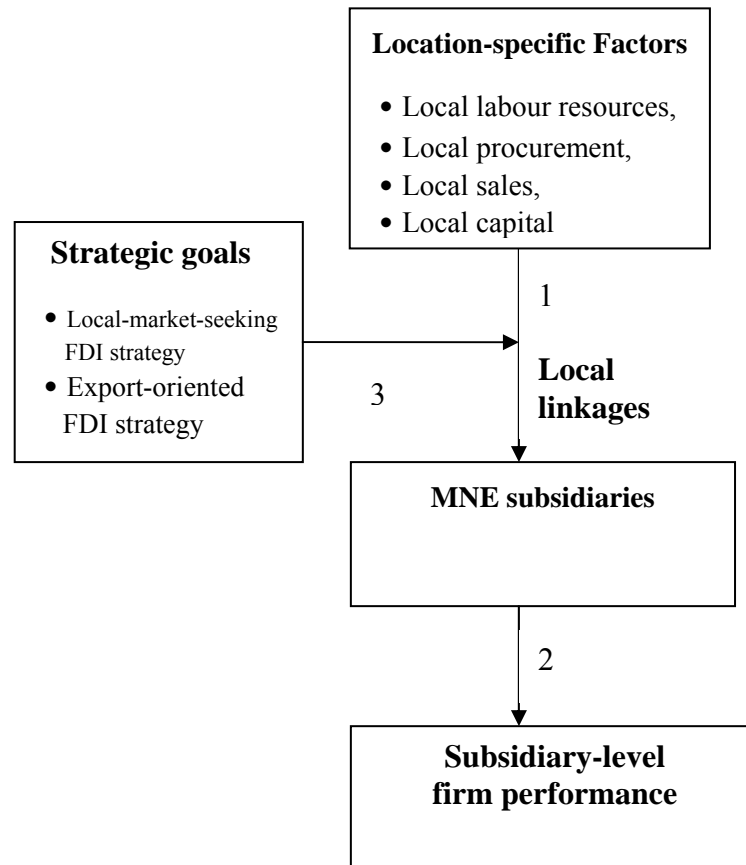 Location-specific Factors
• Local labour resources,
• Local procurement,
• Local sales,
• Local capital
Strategic goals
• Local-market-seeking
FDI strategy
• Export-oriented
FDI strategy
1
3
Local
linkages
MNE subsidiaries
2
Subsidiary-level
firm performance